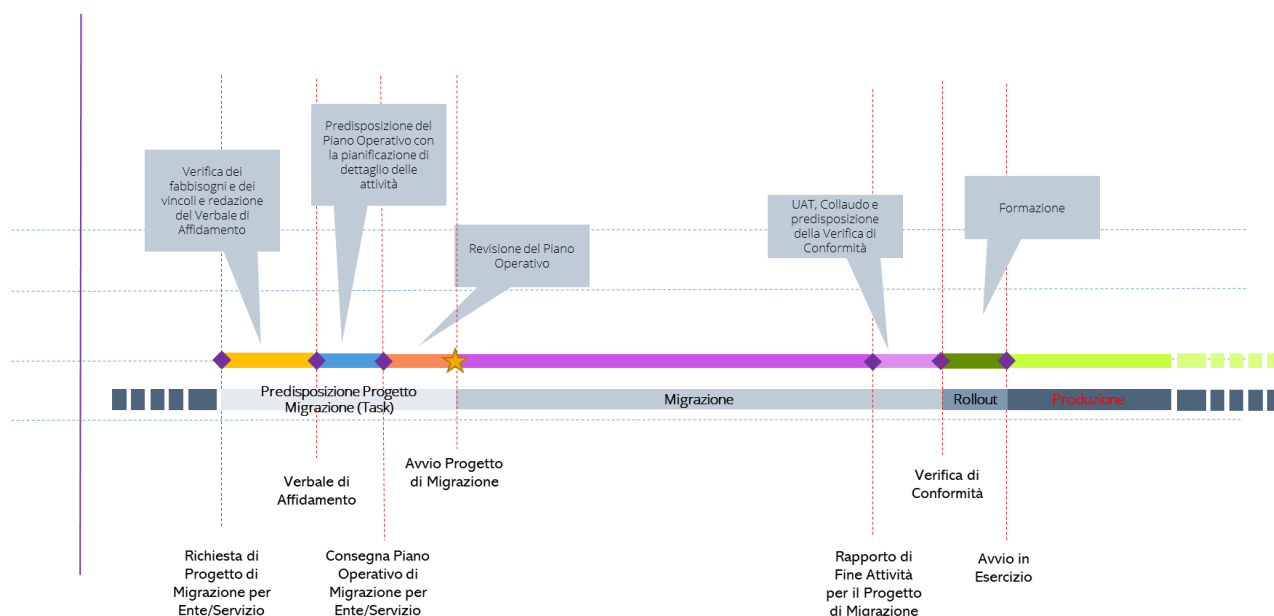 Predisposizione del
Piano Operativo con
la pianificazione di
dettaglio delle
attività
Verifica dei
fabbisogni e dei
vincoli e redazione
del Verbale di
Affidamento
Revisione del Piano
Operativo
UAT, Collaudo e
predisposizione
della Verifica di
Conformità
Formazione
Predisposizione Progetto
Migrazione (Task)
Migrazione
Rollout
Produzione
Avvio Progetto
di Migrazione
Verbale di
Affidamento
Verifica di
Conformità
Richiesta di
Progetto di
Migrazione per
Ente/Servizio
Consegna Piano
Operativo di
Migrazione per
Ente/Servizio
Rapporto di
Fine Attività
per il Progetto
di Migrazione
Avvio in
Esercizio